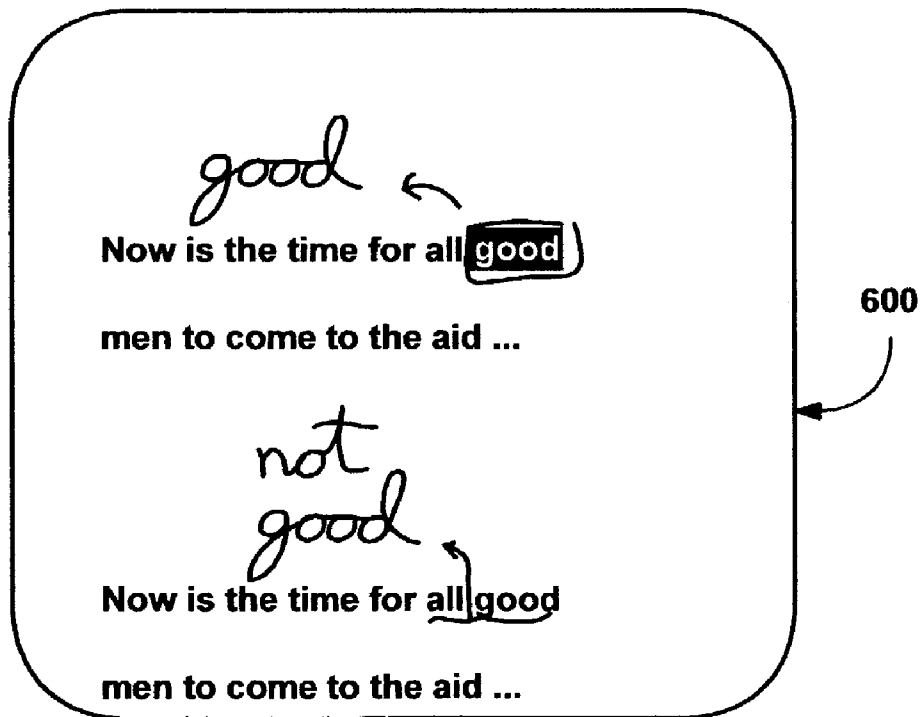 good
Now is the time for all good
men to come to the aid ...
600
not
good
Now is the time for all good
men to come to the aid ...